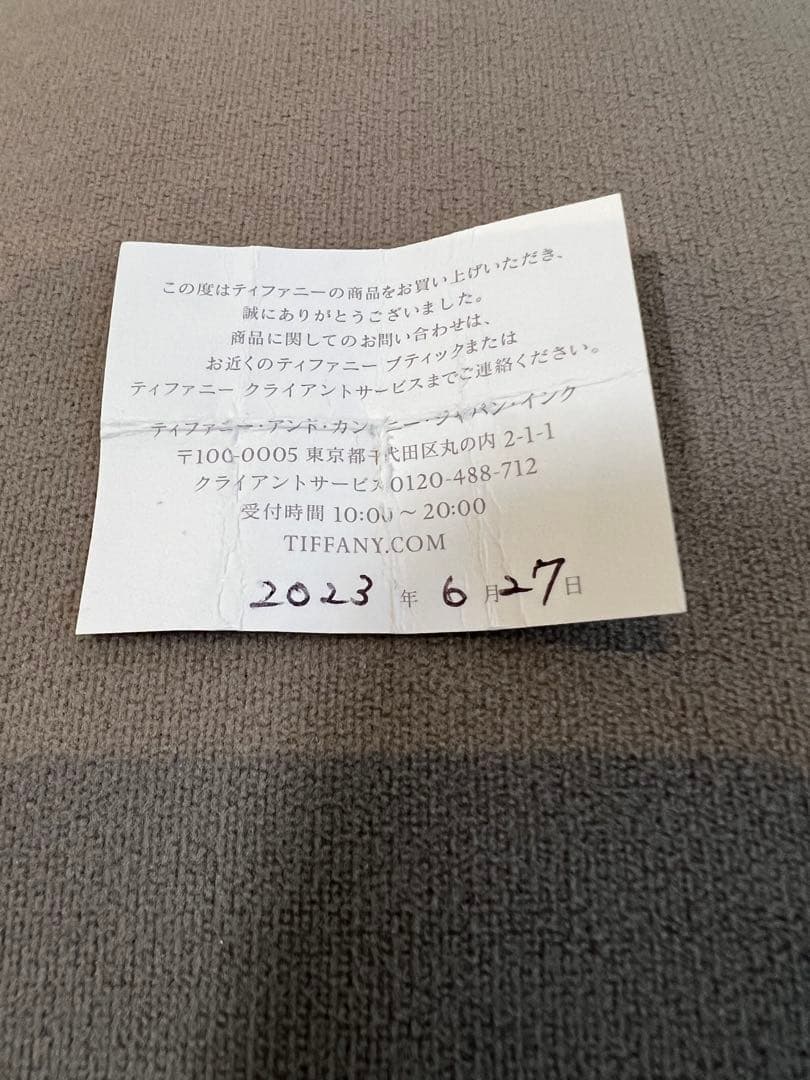 この度はティファニーの商品をお買い上げいただき、
誠にありがとうございました。
商品に関してのお問い合わせは、
お近くのティファニー ブティックまたは
ティファニー クライアントサービスまでご連絡ください。
ティファニー・アンド・カンパニー・ジャパン・インク
〒100-0005 東京都千代田区丸の内 2-1-1
クライアントサービス 0120-488-712
受付時間 10:00 〜 20:00
TIFFANY.COM
2023 年 6 月 27 日